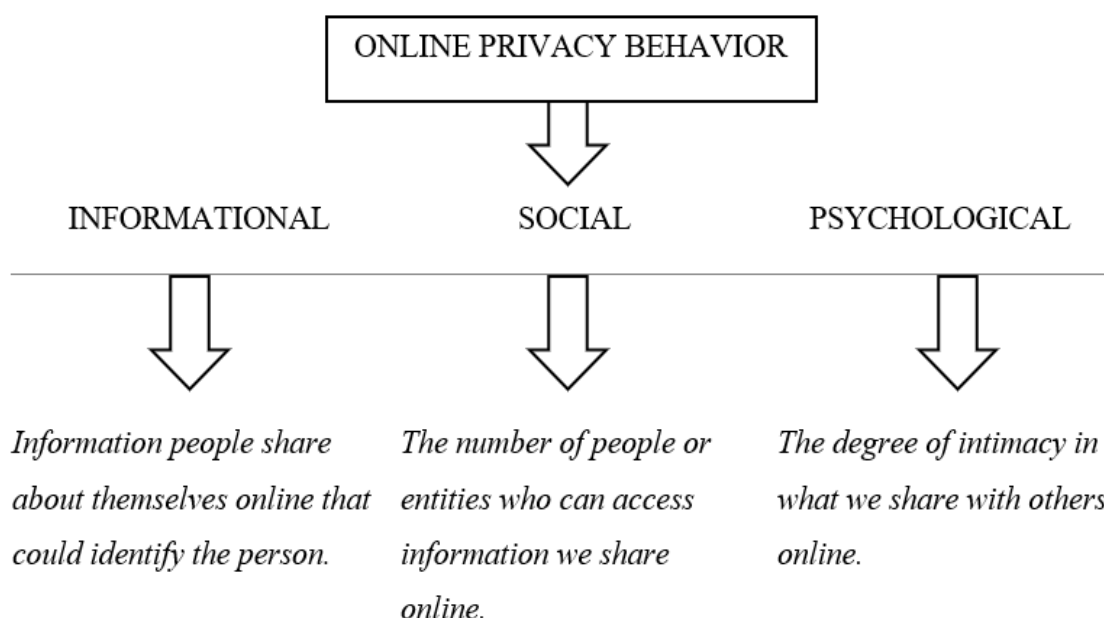 ONLINE PRIVACY BEHAVIOR
INFORMATIONAL
SOCIAL
PSYCHOLOGICAL
Information people share
about themselves online that
could identify the person.
The number of people or
entities who can access
information we share
online.
The degree of intimacy in
what we share with others
online.